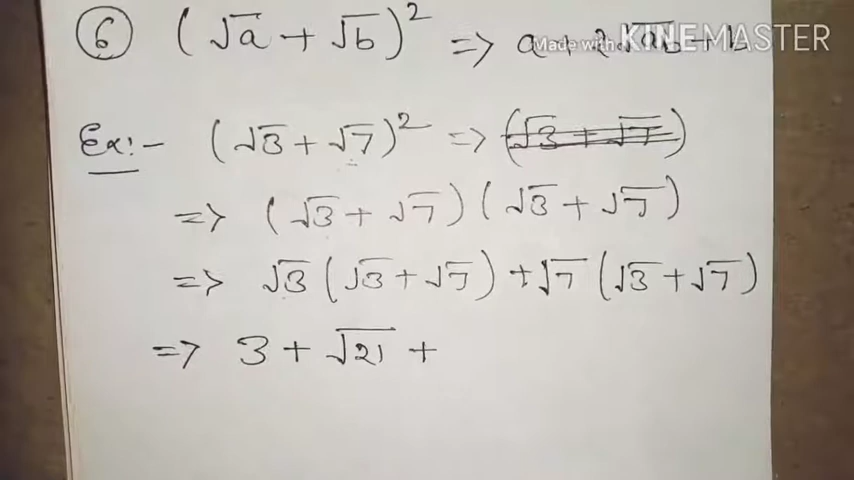 ⑥ (√a + √b)² => a + 2√ab + b
Made with KINEMASTER
Ex:- (√3 + √7)² => (√3 + √7)
=> (√3 + √7) (√3 + √7)
=> √3 (√3 + √7) + √7 (√3 + √7)
=> 3 + √21 +